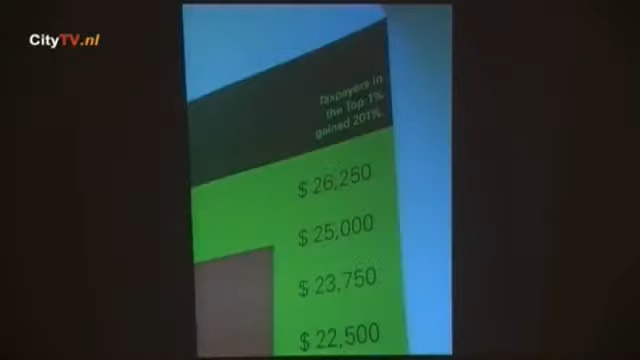 CityTV.nl
Taxpayers in
the Top 1%
gained 201%.
$ 26,250
$ 25,000
$ 23,750
$ 22,500